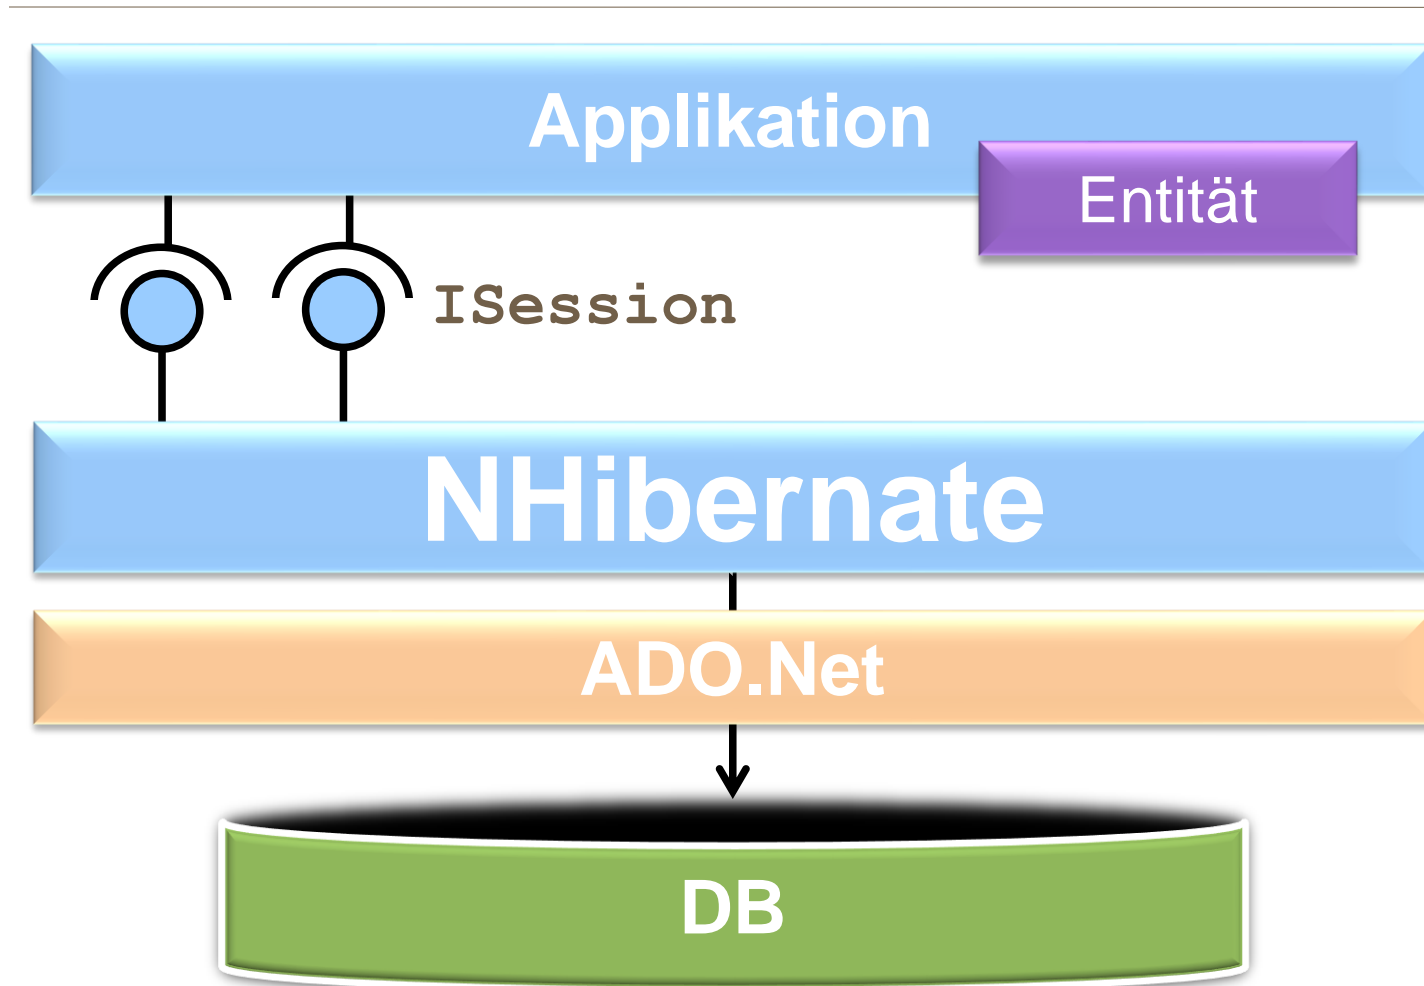 Applikation
Entität
ISession
NHibernate
ADO.Net
DB